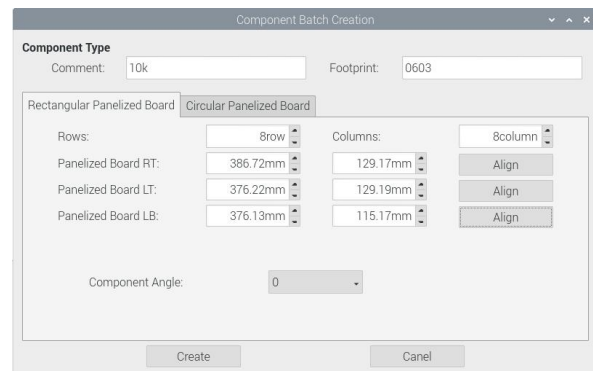 Component Batch Creation
Component Type
Comment: 10k Footprint: 0603
Rectangular Panelized Board Circular Panelized Board
Rows: 8row Columns: 8column
Panelized Board RT: 386.72mm 129.17mm Align
Panelized Board LT: 376.22mm 129.19mm Align
Panelized Board LB: 376.13mm 115.17mm Align
Component Angle: 0
Create Canel